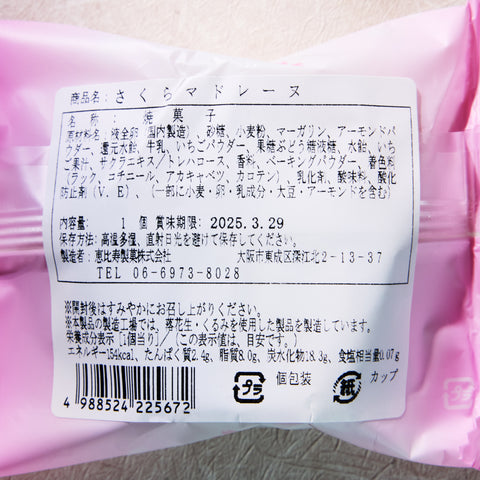 商品名: さくらマドレーヌ
名 称: 焼 菓 子
原材料名: 液全卵(国内製造)、砂糖、小麦粉、マーガリン、アーモンドパ
ウダー、還元水飴、牛乳、いちごパウダー、果糖ぶどう糖液糖、水飴、いち
ご果汁、サクラエキス/トレハロース、香料、ベーキングパウダー、着色料
(ラック、コチニール、アカキャベツ、カロテン)、乳化剤、酸味料、酸化
防止剤(V.E)、(一部に小麦・卵・乳成分・大豆・アーモンドを含む)
内容量: 1 個 賞味期限: 2025.3.29
保存方法: 高温多湿、直射日光を避けて保存してください。
製造者: 恵比寿製菓株式会社 大阪市東成区深江北2-13-37
TEL 06-6973-8028
※開封後はすみやかにお召し上がりください。
※本製品の製造工場では、落花生・くるみを使用した製品を製造しています。
栄養成分表示 [1個当り]/(この表示値は、目安です。)
エネルギー154kcal、たんぱく質2.4g、脂質8.0g、炭水化物18.3g、食塩相当量0.07g
プラ 個包装 紙 カップ
4 988524 225672